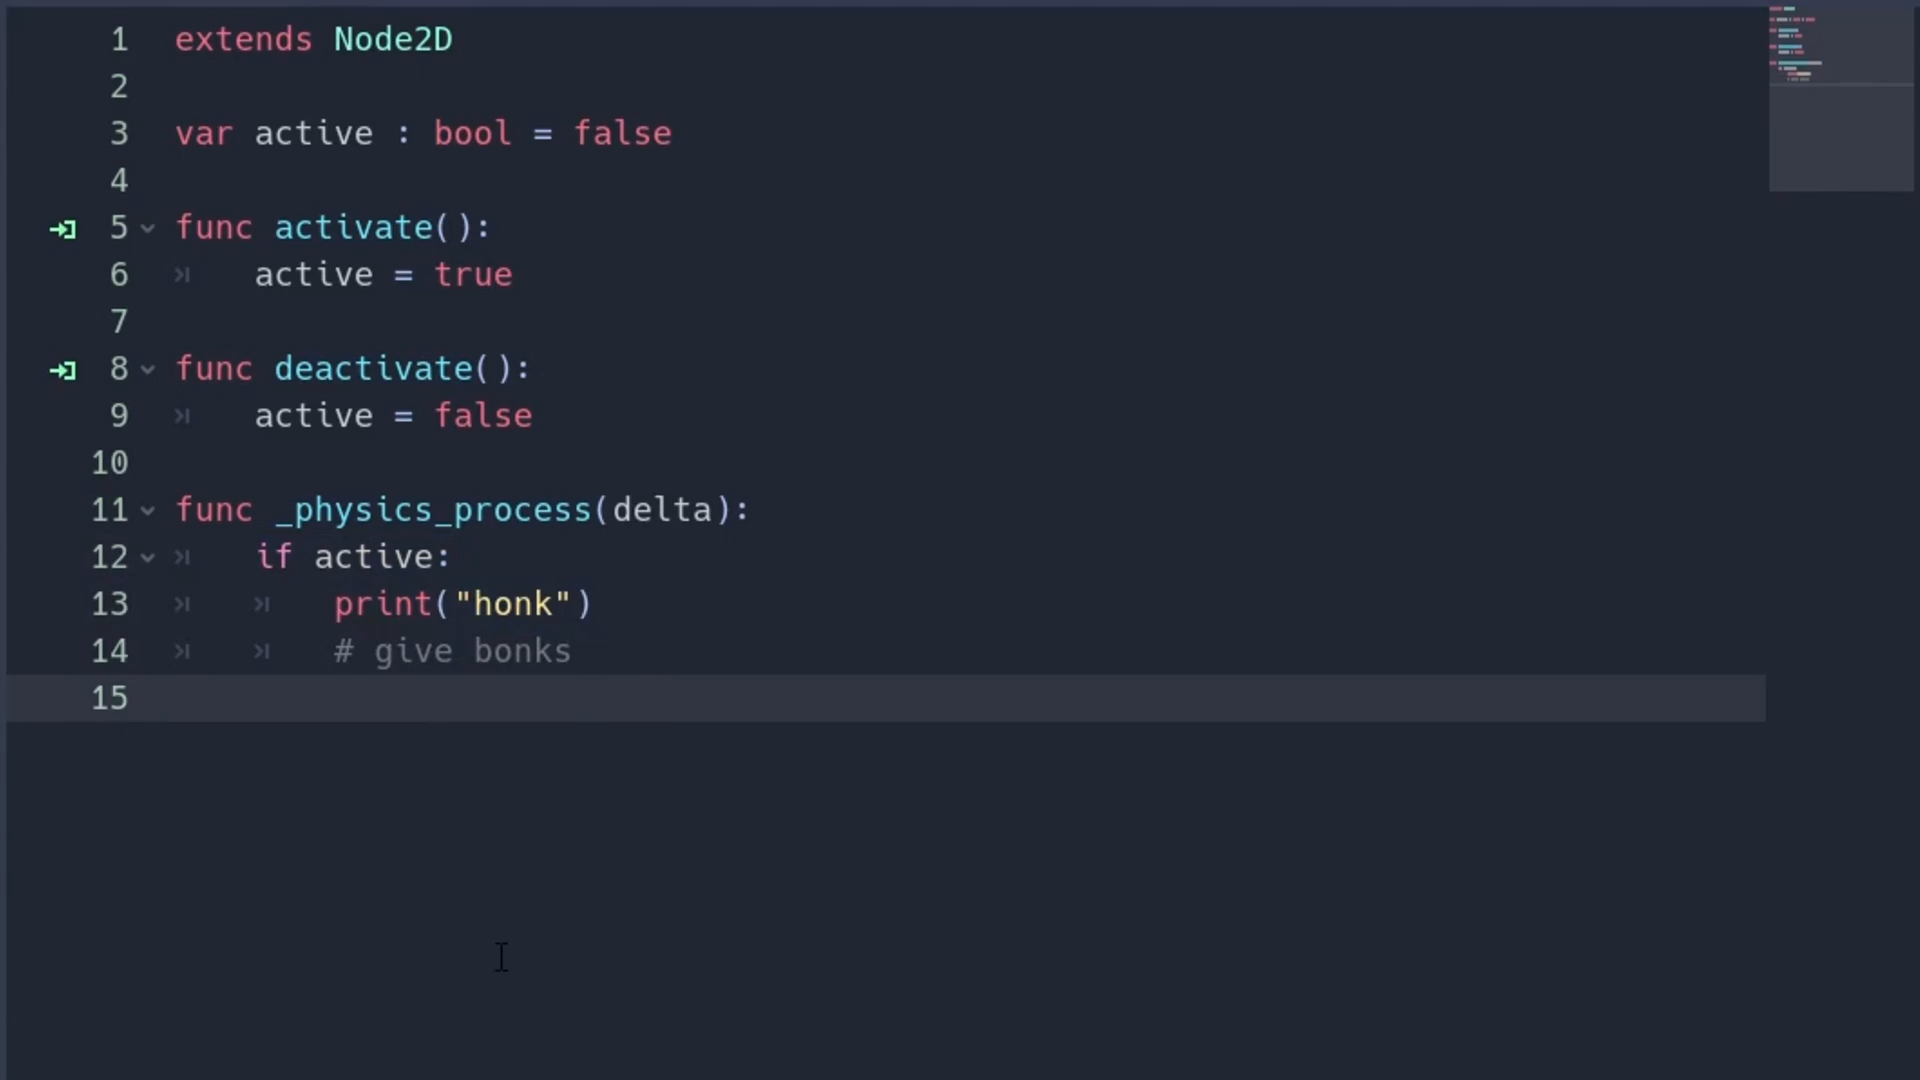 1 extends Node2D
2
3 var active : bool = false
4
5 func activate():
6 active = true
7
8 func deactivate():
9 active = false
10
11 func _physics_process(delta):
12 if active:
13 print("honk")
14 # give bonks
15